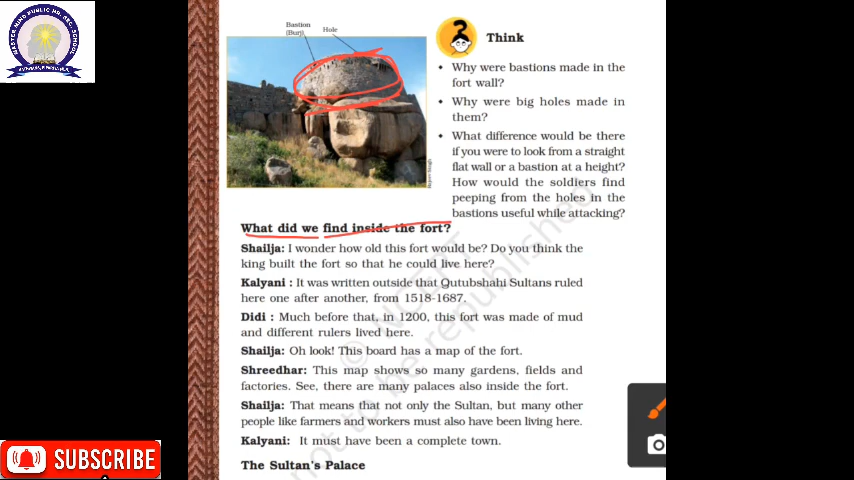 Bastion
(Burj)
Hole
Think
• Why were bastions made in the
fort wall?
• Why were big holes made in
them?
• What difference would be there
if you were to look from a straight
flat wall or a bastion at a height?
How would the soldiers find
peeping from the holes in the
bastions useful while attacking?
What did we find inside the fort?
Shailja: I wonder how old this fort would be? Do you think the
king built the fort so that he could live here?
Kalyani : It was written outside that Qutubshahi Sultans ruled
here one after another, from 1518-1687.
Didi : Much before that, in 1200, this fort was made of mud
and different rulers lived here.
Shailja: Oh look! This board has a map of the fort.
Shreedhar: This map shows so many gardens, fields and
factories. See, there are many palaces also inside the fort.
Shailja: That means that not only the Sultan, but many other
people like farmers and workers must also have been living here.
Kalyani: It must have been a complete town.
The Sultan's Palace
© NCERT
not to be republished
SUBSCRIBE